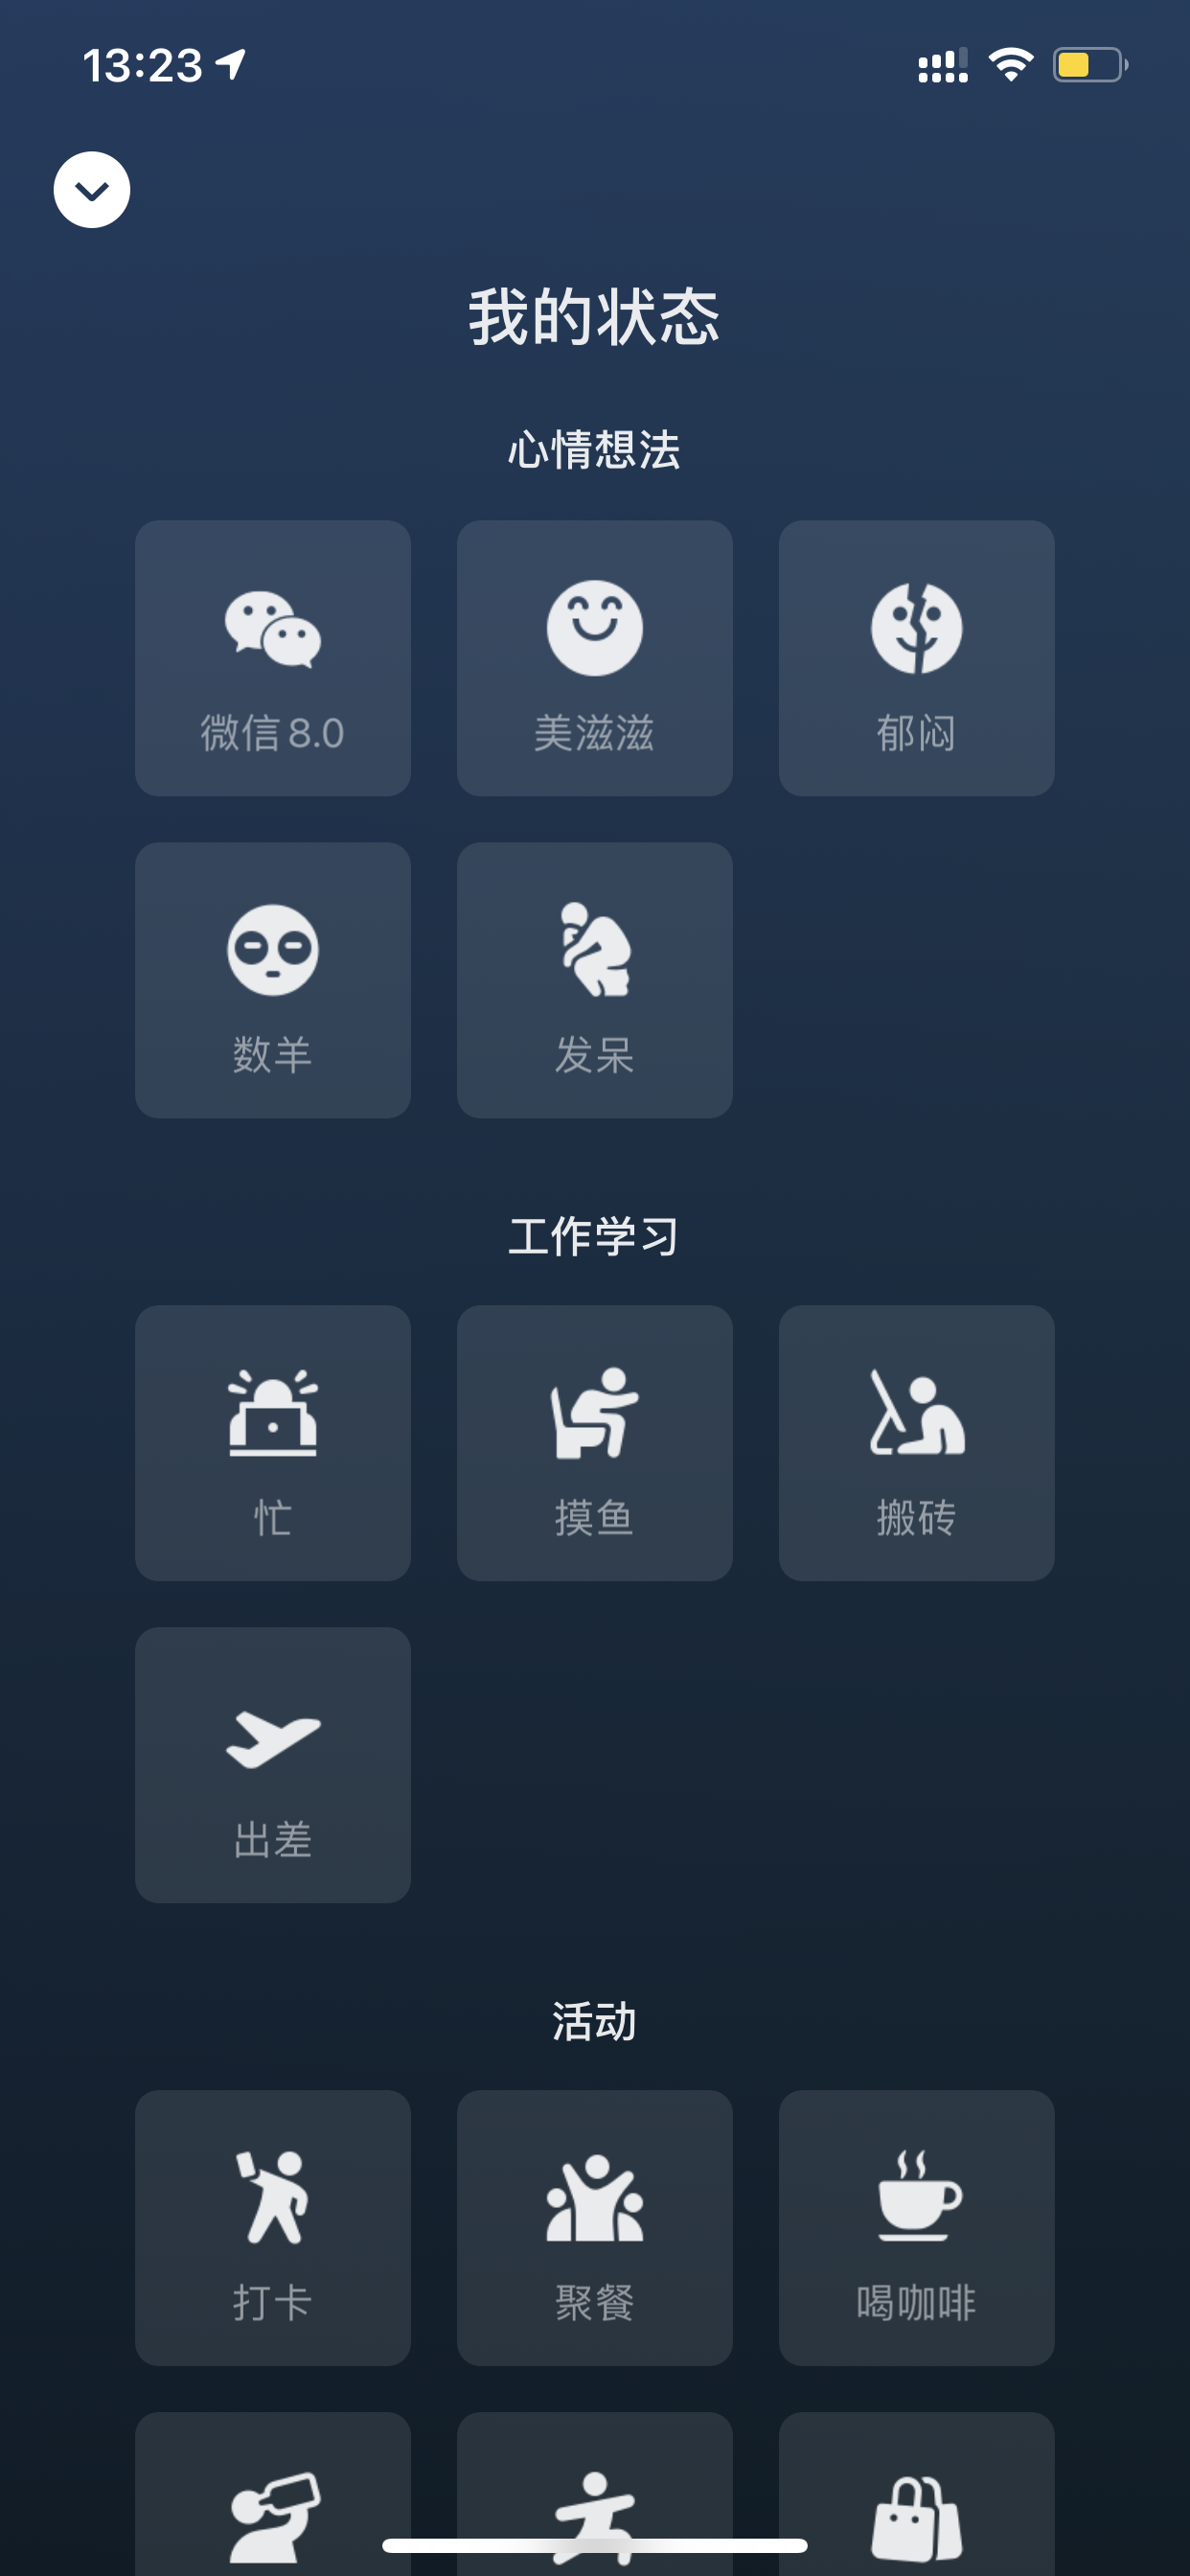 13:23
我的状态
心情想法
微信 8.0
美滋滋
郁闷
数羊
发呆
工作学习
忙
摸鱼
搬砖
出差
活动
打卡
聚餐
喝咖啡